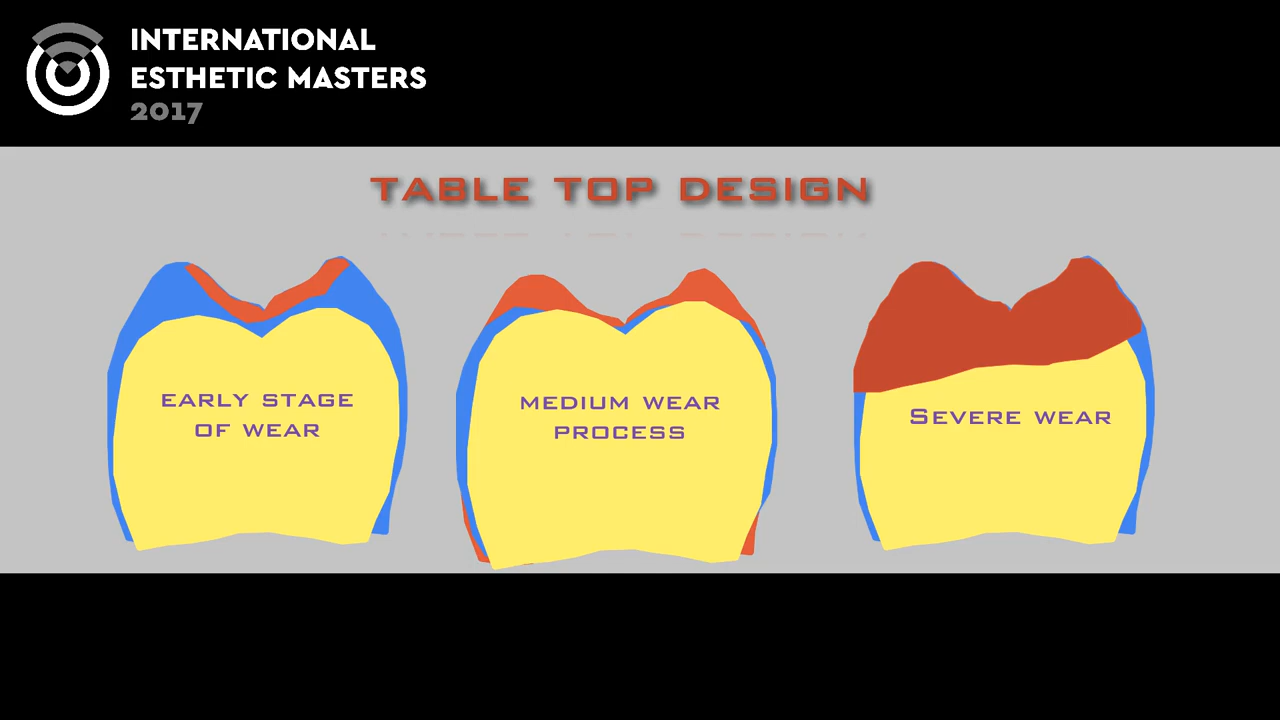 INTERNATIONAL
ESTHETIC MASTERS
2017
TABLE TOP DESIGN
EARLY STAGE
OF WEAR
MEDIUM WEAR
PROCESS
SEVERE WEAR